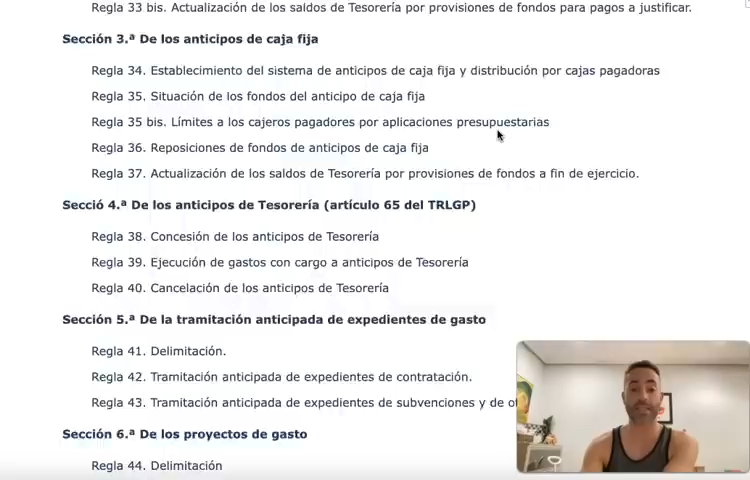 Regla 33 bis. Actualización de los saldos de Tesorería por provisiones de fondos para pagos a justificar.
Sección 3.ª De los anticipos de caja fija
Regla 34. Establecimiento del sistema de anticipos de caja fija y distribución por cajas pagadoras
Regla 35. Situación de los fondos del anticipo de caja fija
Regla 35 bis. Límites a los cajeros pagadores por aplicaciones presupuestarias
Regla 36. Reposiciones de fondos de anticipos de caja fija
Regla 37. Actualización de los saldos de Tesorería por provisiones de fondos a fin de ejercicio.
Secció 4.ª De los anticipos de Tesorería (artículo 65 del TRLGP)
Regla 38. Concesión de los anticipos de Tesorería
Regla 39. Ejecución de gastos con cargo a anticipos de Tesorería
Regla 40. Cancelación de los anticipos de Tesorería
Sección 5.ª De la tramitación anticipada de expedientes de gasto
Regla 41. Delimitación.
Regla 42. Tramitación anticipada de expedientes de contratación.
Regla 43. Tramitación anticipada de expedientes de subvenciones y de
Sección 6.ª De los proyectos de gasto
Regla 44. Delimitación